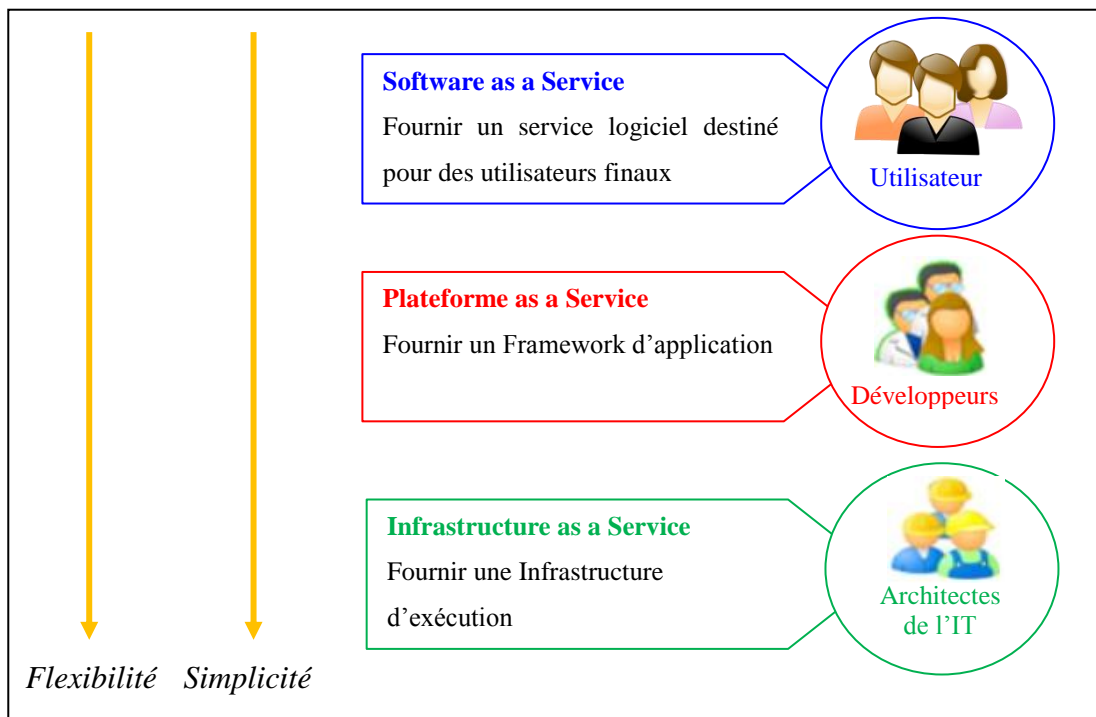 Software as a Service
Fournir un service logiciel destiné
pour des utilisateurs finaux
Utilisateur
Plateforme as a Service
Fournir un Framework d’application
Développeurs
Infrastructure as a Service
Fournir une Infrastructure
d’exécution
Architectes
de l’IT
Flexibilité Simplicité